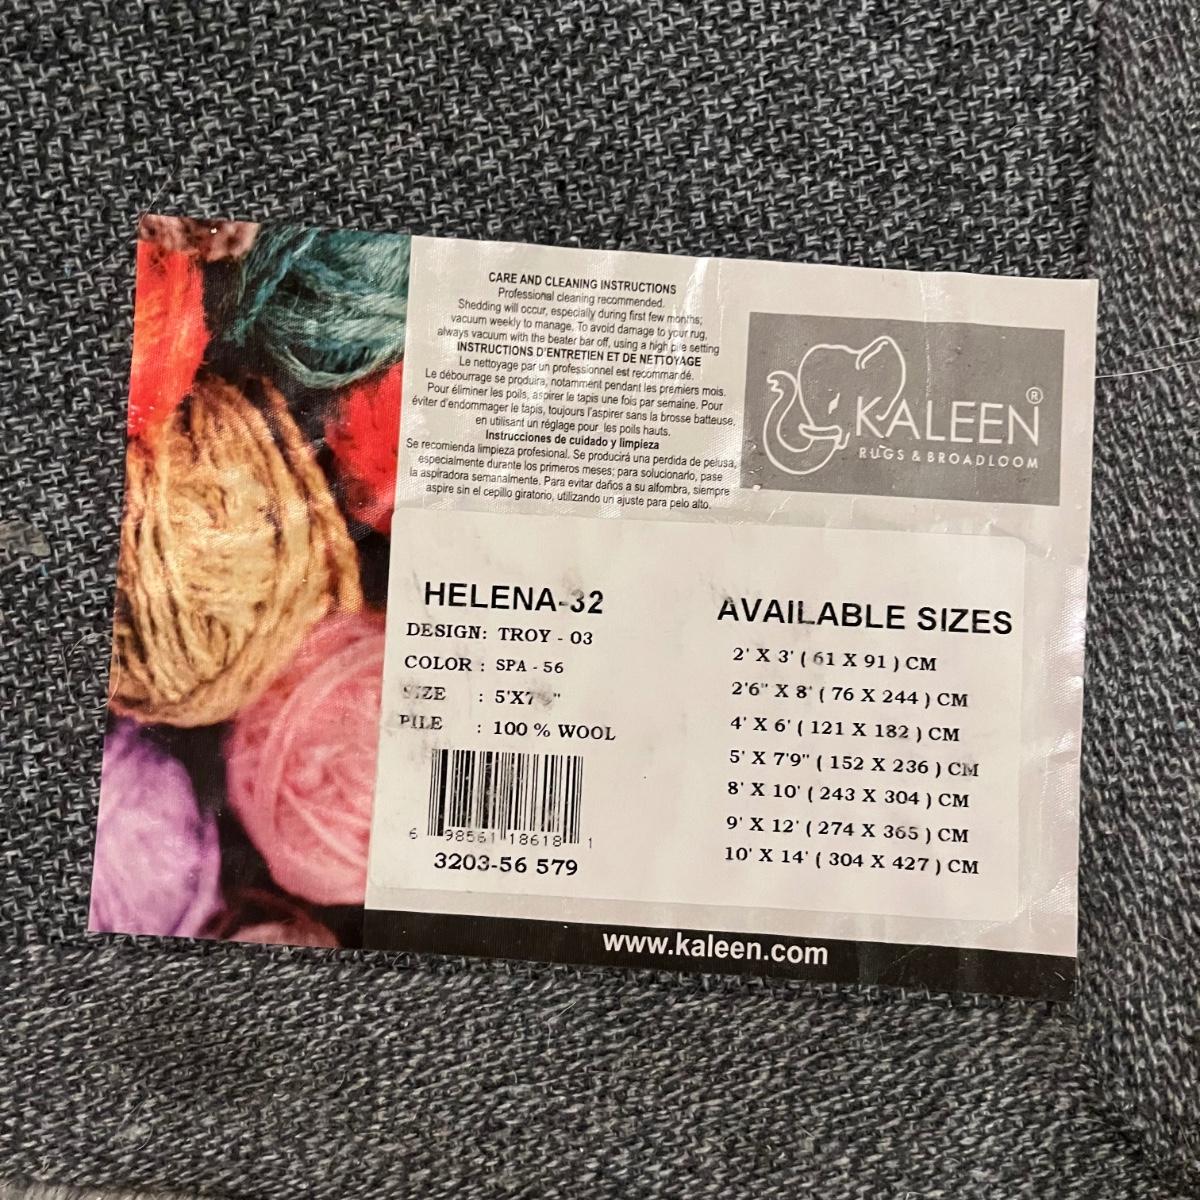 CARE AND CLEANING INSTRUCTIONS
Professional cleaning recommended.
Shedding will occur, especially during first few months;
vacuum weekly to manage. To avoid damage to your rug,
always vacuum with the beater bar off, using a high pile setting
INSTRUCTIONS D'ENTRETIEN ET DE NETTOYAGE
Le nettoyage par un professionnel est recommandé.
Le débourrage se produira, notamment pendant les premiers mois.
Pour éliminer les poils, aspirer le tapis une fois par semaine. Pour
éviter d'endommager le tapis, toujours l'aspirer sans la brosse batteuse,
en utilisant un réglage pour les poils hauts.
Instrucciones de cuidado y limpieza
Se recomienda limpieza profesional. Se producirá una perdida de pelusa,
especialmente durante los primeros meses; para solucionarlo, pase
la aspiradora semanalmente. Para evitar daños a su alfombra, siempre
aspire sin el cepillo giratorio, utilizando un ajuste para pelo alto.
KALEEN®
RUGS & BROADLOOM
HELENA-32
DESIGN: TROY - 03
COLOR : SPA - 56
SIZE : 5'X7'9"
PILE : 100 % WOOL
6 98561 18618 1
3203-56 579
AVAILABLE SIZES
2' X 3' ( 61 X 91 ) CM
2'6" X 8' ( 76 X 244 ) CM
4' X 6' ( 121 X 182 ) CM
5' X 7'9" ( 152 X 236 ) CM
8' X 10' ( 243 X 304 ) CM
9' X 12' ( 274 X 365 ) CM
10' X 14' ( 304 X 427 ) CM
www.kaleen.com